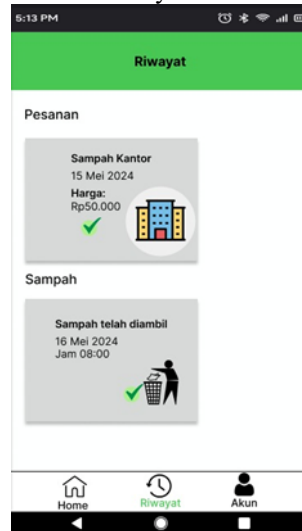 5:13 PM
Riwayat
Pesanan
Sampah Kantor
15 Mei 2024
Harga:
Rp50.000
Sampah
Sampah telah diambil
16 Mei 2024
Jam 08:00
Home
Riwayat
Akun